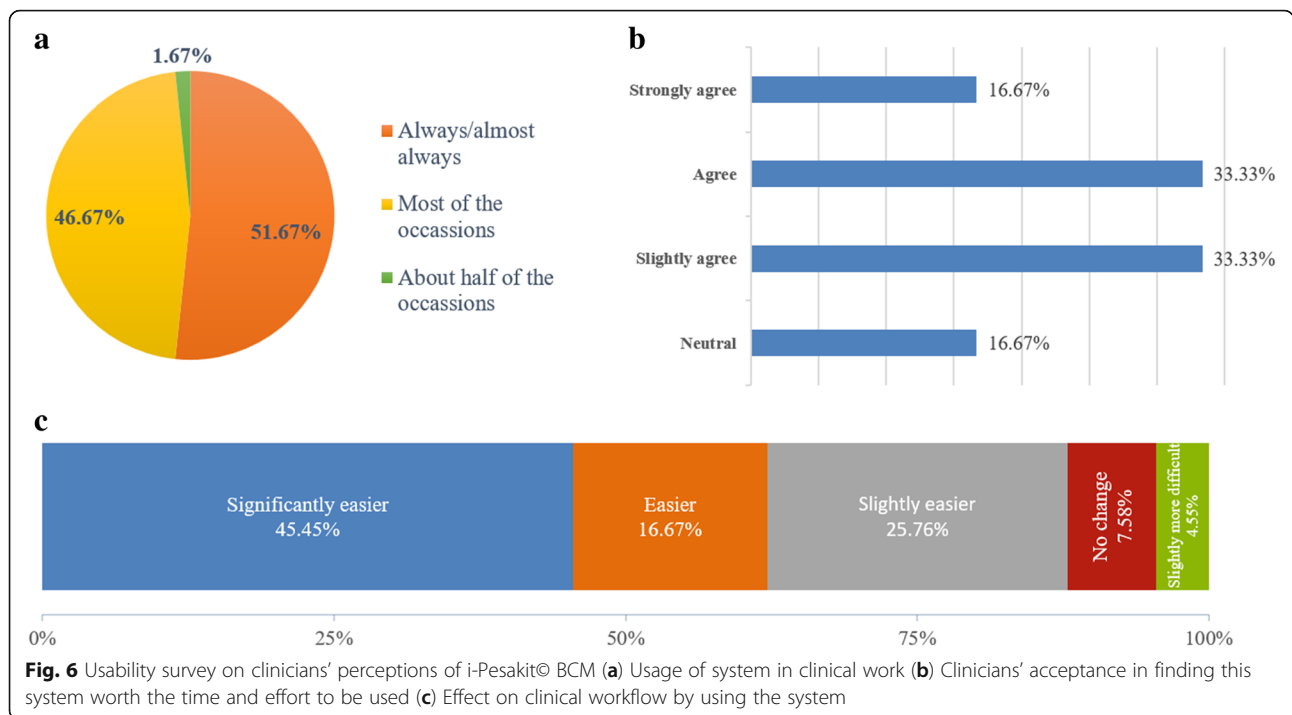 a
1.67%
46.67%
51.67%
Always/almost
always
Most of the
occassions
About half of the
occassions
b
Strongly agree
16.67%
Agree
33.33%
Slightly agree
33.33%
Neutral
16.67%
c
Significantly easier
45.45%
Easier
16.67%
Slightly easier
25.76%
No change
7.58%
Slightly more difficult
4.55%
0%
25%
50%
75%
100%
Fig. 6 Usability survey on clinicians’ perceptions of i-Pesakit© BCM (a) Usage of system in clinical work (b) Clinicians’ acceptance in finding this
system worth the time and effort to be used (c) Effect on clinical workflow by using the system